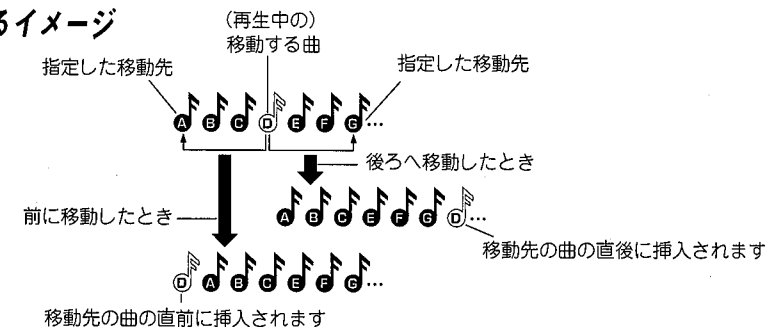 るイメージ
(再生中の)
移動する曲
指定した移動先
指定した移動先
A B C D E F G…
後ろへ移動したとき
前に移動したとき
A B C E F G D…
移動先の曲の直後に挿入されます
D A B C E F G…
移動先の曲の直前に挿入されます